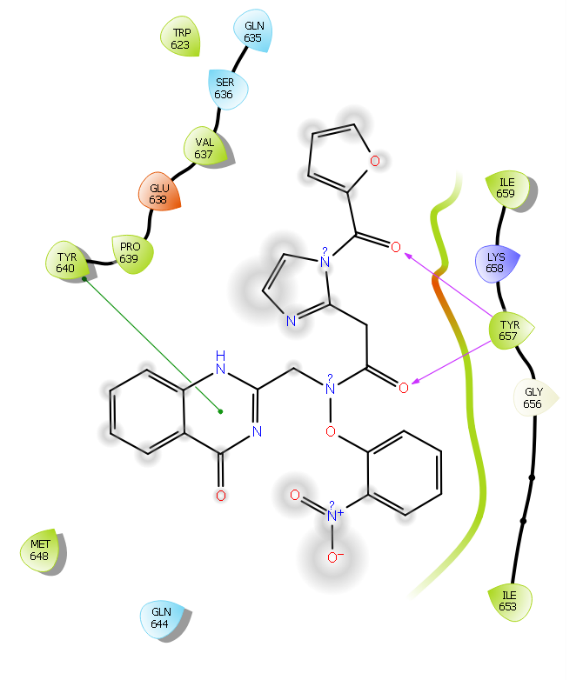 GLN
635
TRP
623
SER
636
VAL
637
GLU
638
ILE
659
O
PRO
639
TYR
640
?
N
O
LYS
658
N
TYR
657
H
N
?
N
O
GLY
656
N
O
O
O
?
N+
O−
MET
648
ILE
653
GLN
644